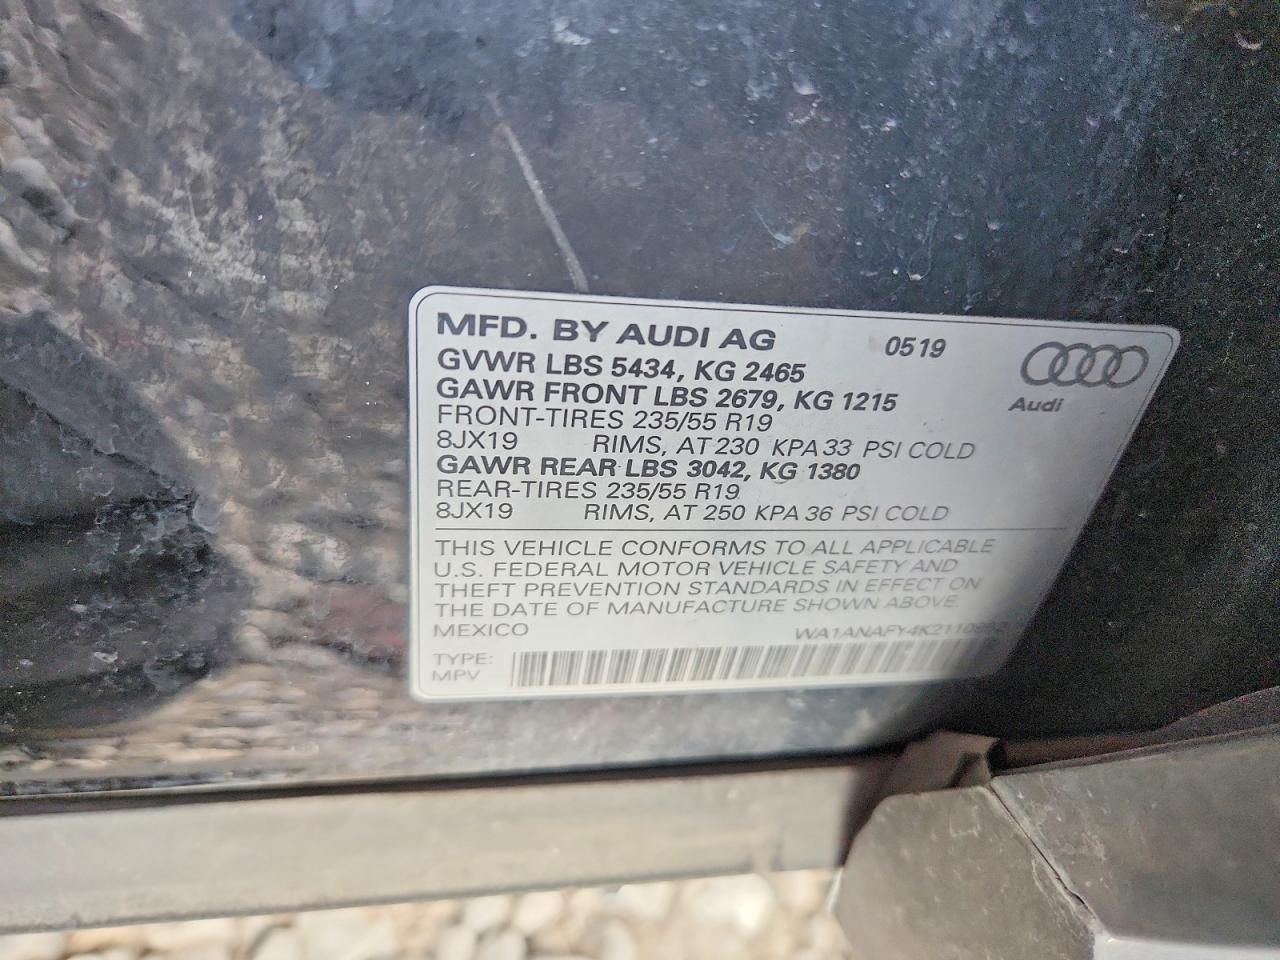 MFD. BY AUDI AG 0519
GVWR LBS 5434, KG 2465
GAWR FRONT LBS 2679, KG 1215
Audi
FRONT-TIRES 235/55 R19
8JX19 RIMS, AT 230 KPA 33 PSI COLD
GAWR REAR LBS 3042, KG 1380
REAR-TIRES 235/55 R19
8JX19 RIMS, AT 250 KPA 36 PSI COLD
THIS VEHICLE CONFORMS TO ALL APPLICABLE
U.S. FEDERAL MOTOR VEHICLE SAFETY AND
THEFT PREVENTION STANDARDS IN EFFECT ON
THE DATE OF MANUFACTURE SHOWN ABOVE.
MEXICO
TYPE:
MPV